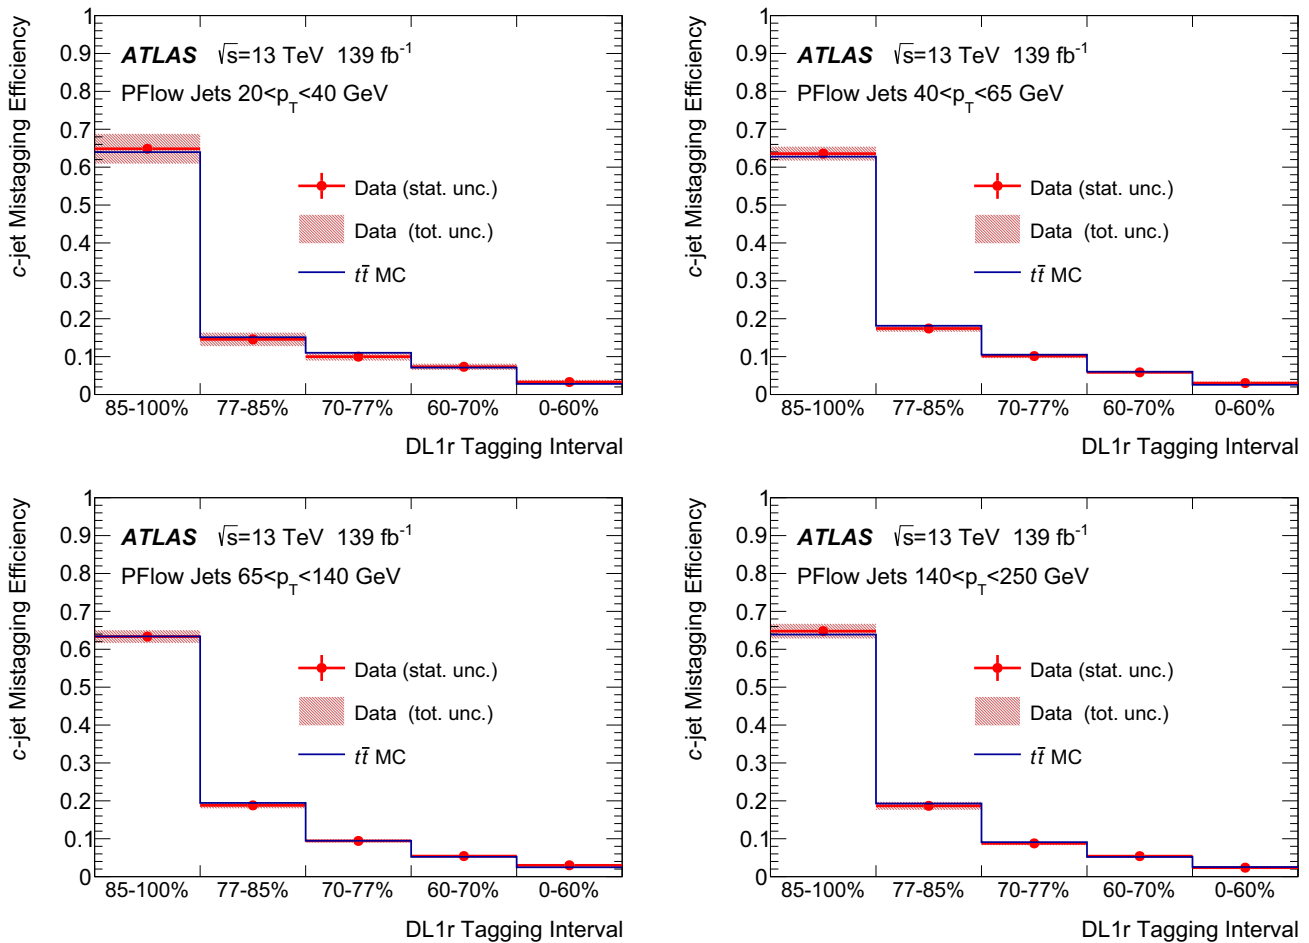 c-jet Mistagging Efficiency
1
0.9
0.8
0.7
0.6
0.5
0.4
0.3
0.2
0.1
0
ATLAS √s=13 TeV 139 fb⁻¹
PFlow Jets 20<p_T<40 GeV
Data (stat. unc.)
Data (tot. unc.)
tt̄ MC
85-100% 77-85% 70-77% 60-70% 0-60%
DL1r Tagging Interval
c-jet Mistagging Efficiency
1
0.9
0.8
0.7
0.6
0.5
0.4
0.3
0.2
0.1
0
ATLAS √s=13 TeV 139 fb⁻¹
PFlow Jets 40<p_T<65 GeV
Data (stat. unc.)
Data (tot. unc.)
tt̄ MC
85-100% 77-85% 70-77% 60-70% 0-60%
DL1r Tagging Interval
c-jet Mistagging Efficiency
1
0.9
0.8
0.7
0.6
0.5
0.4
0.3
0.2
0.1
0
ATLAS √s=13 TeV 139 fb⁻¹
PFlow Jets 65<p_T<140 GeV
Data (stat. unc.)
Data (tot. unc.)
tt̄ MC
85-100% 77-85% 70-77% 60-70% 0-60%
DL1r Tagging Interval
c-jet Mistagging Efficiency
1
0.9
0.8
0.7
0.6
0.5
0.4
0.3
0.2
0.1
0
ATLAS √s=13 TeV 139 fb⁻¹
PFlow Jets 140<p_T<250 GeV
Data (stat. unc.)
Data (tot. unc.)
tt̄ MC
85-100% 77-85% 70-77% 60-70% 0-60%
DL1r Tagging Interval